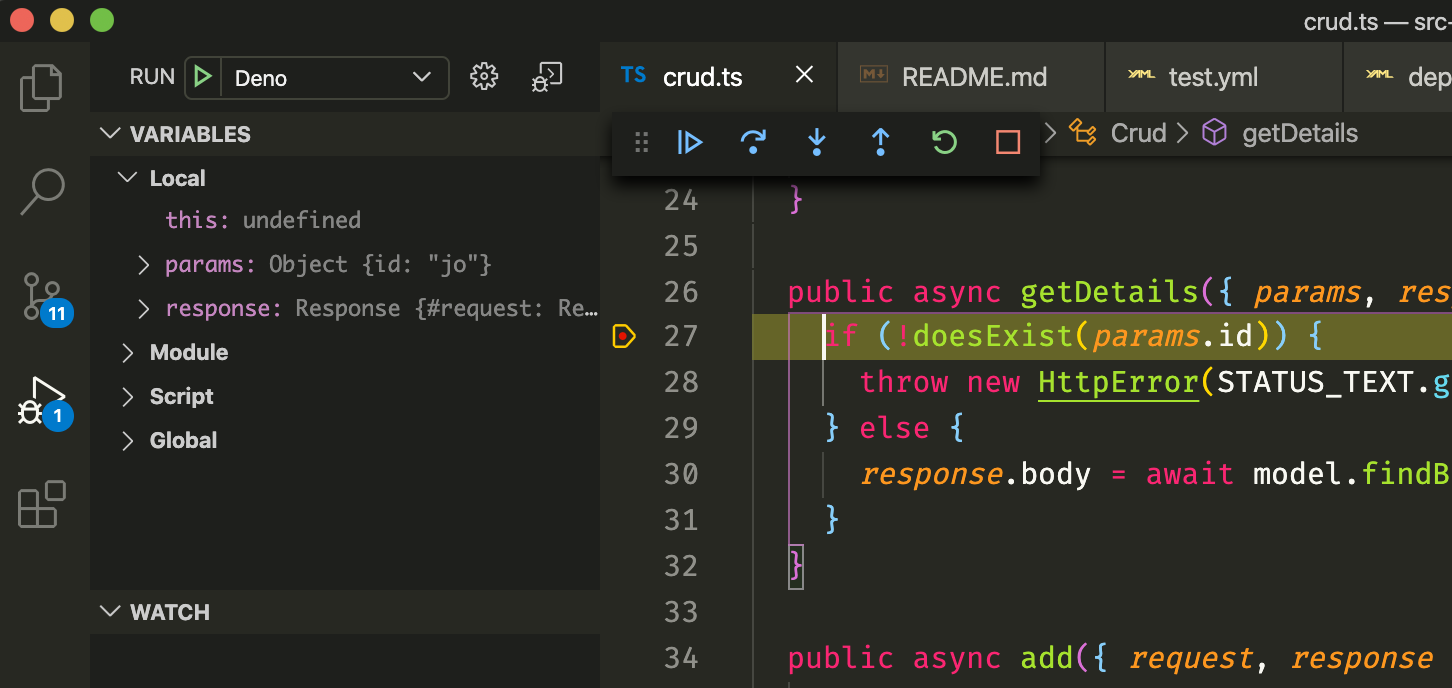 crud.ts — src-
RUN Deno
VARIABLES
Local
this: undefined
params: Object {id: "jo"}
response: Response {#request: Re…
Module
Script
Global
WATCH
11
1
TS crud.ts
M README.md
YML test.yml
YML dep
Crud > getDetails
24 }
25
26 public async getDetails({ params, res
27 if (!doesExist(params.id)) {
28 throw new HttpError(STATUS_TEXT.g
29 } else {
30 response.body = await model.findB
31 }
32 }
33
34 public async add({ request, response